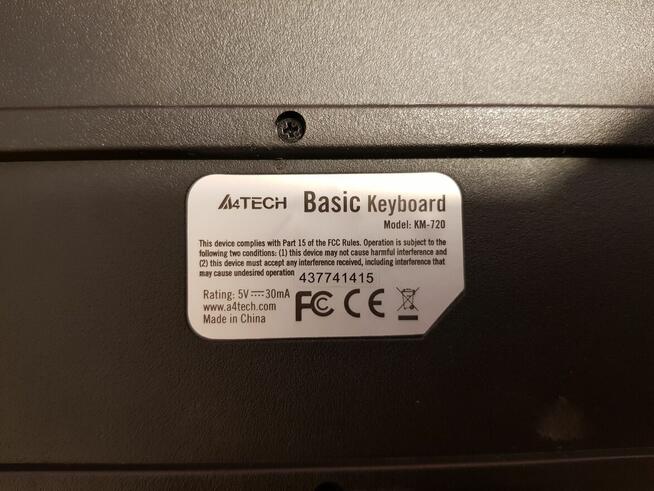 A4TECH Basic Keyboard
Model: KM-720
This device complies with Part 15 of the FCC Rules. Operation is subject to the
following two conditions: (1) this device may not cause harmful interference and
(2) this device must accept any interference received, including interference that
may cause undesired operation 437741415
Rating: 5V⎓30mA
www.a4tech.com
Made in China
FC CE